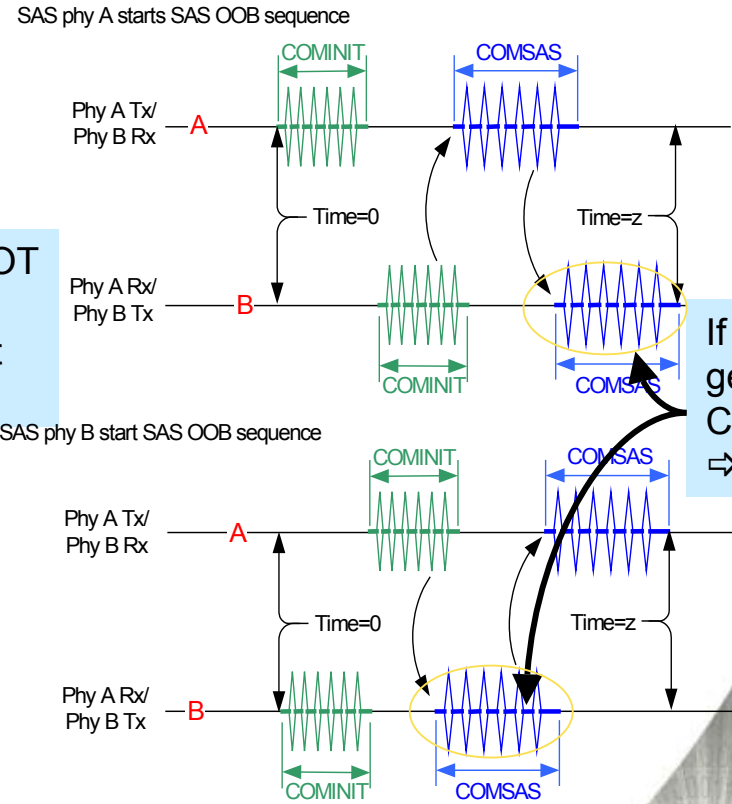 SAS phy A starts SAS OOB sequence
COMINIT
COMSAS
Phy A Tx/
Phy B Rx
A
Time=0
Time=z
OT
Phy A Rx/
Phy B Tx
B
t
COMINIT
COMSAS
If
ge
C
⇨
SAS phy B start SAS OOB sequence
COMINIT
COMSAS
Phy A Tx/
Phy B Rx
A
Time=0
Time=z
Phy A Rx/
Phy B Tx
B
COMINIT
COMSAS